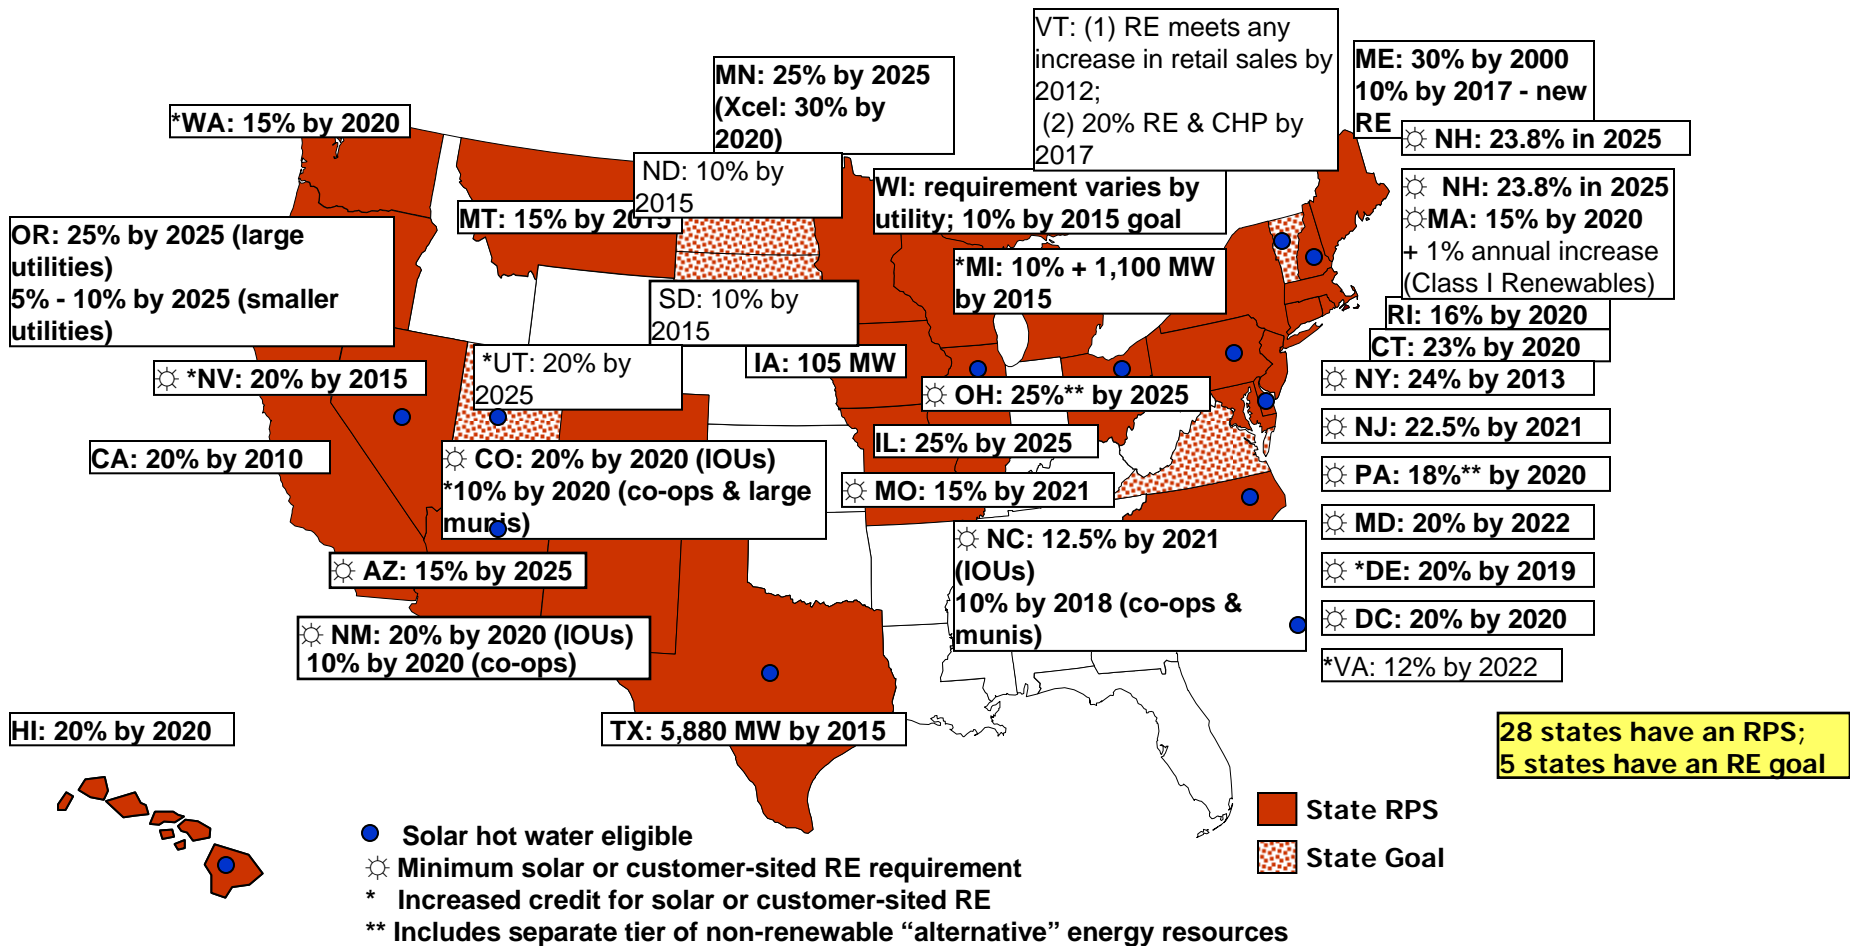 VT: (1) RE meets any
increase in retail sales by
2012;
(2) 20% RE & CHP by
2017
ME: 30% by 2000
10% by 2017 - new
RE
MN: 25% by 2025
(Xcel: 30% by
2020)
*WA: 15% by 2020
☼ NH: 23.8% in 2025
ND: 10% by
2015
WI: requirement varies by
utility; 10% by 2015 goal
☼ NH: 23.8% in 2025
☼MA: 15% by 2020
+ 1% annual increase
(Class I Renewables)
MT: 15% by 2015
OR: 25% by 2025 (large
utilities)
5% - 10% by 2025 (smaller
utilities)
*MI: 10% + 1,100 MW
by 2015
SD: 10% by
2015
RI: 16% by 2020
CT: 23% by 2020
*UT: 20% by
2025
IA: 105 MW
☼ *NV: 20% by 2015
☼ OH: 25%** by 2025
☼ NY: 24% by 2013
☼ NJ: 22.5% by 2021
CA: 20% by 2010
IL: 25% by 2025
☼ CO: 20% by 2020 (IOUs)
*10% by 2020 (co-ops & large
munis)
☼ MO: 15% by 2021
☼ PA: 18%** by 2020
☼ MD: 20% by 2022
☼ NC: 12.5% by 2021
(IOUs)
10% by 2018 (co-ops &
munis)
☼ AZ: 15% by 2025
☼ *DE: 20% by 2019
☼ DC: 20% by 2020
☼ NM: 20% by 2020 (IOUs)
10% by 2020 (co-ops)
*VA: 12% by 2022
HI: 20% by 2020
TX: 5,880 MW by 2015
28 states have an RPS;
5 states have an RE goal
State RPS
State Goal
Solar hot water eligible
☼ Minimum solar or customer-sited RE requirement
* Increased credit for solar or customer-sited RE
** Includes separate tier of non-renewable “alternative” energy resources